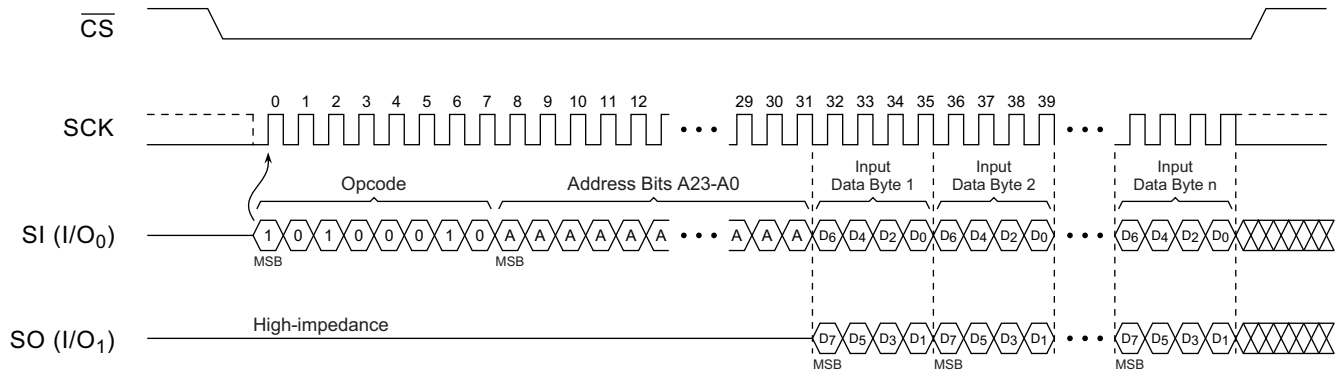 CS
0 1 2 3 4 5 6 7 8 9 10 11 12 29 30 31 32 33 34 35 36 37 38 39
SCK
Opcode Address Bits A23-A0 Input Data Byte 1 Input Data Byte 2 Input Data Byte n
SI (I/O0) 1 0 1 0 0 0 1 0 A A A A A A A A A D6 D4 D2 D0 D6 D4 D2 D0 D6 D4 D2 D0
MSB MSB
High-impedance
SO (I/O1) D7 D5 D3 D1 D7 D5 D3 D1 D7 D5 D3 D1
MSB MSB MSB